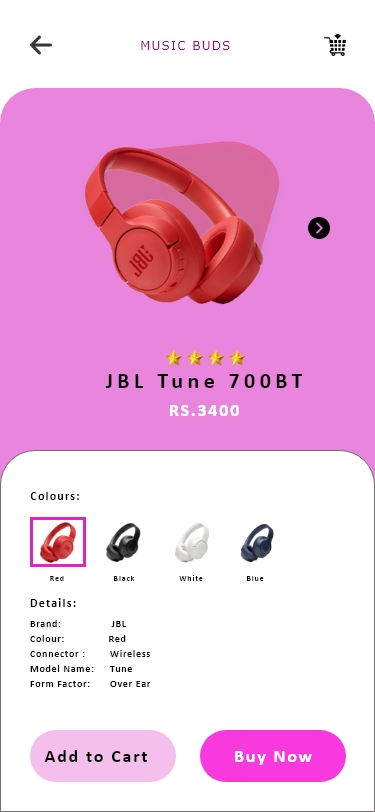 MUSIC BUDS
JBL
JBL Tune 700BT
RS.3400
Colours:
Red Black White Blue
Details:
Brand: JBL
Colour: Red
Connector : Wireless
Model Name: Tune
Form Factor: Over Ear
Add to Cart Buy Now